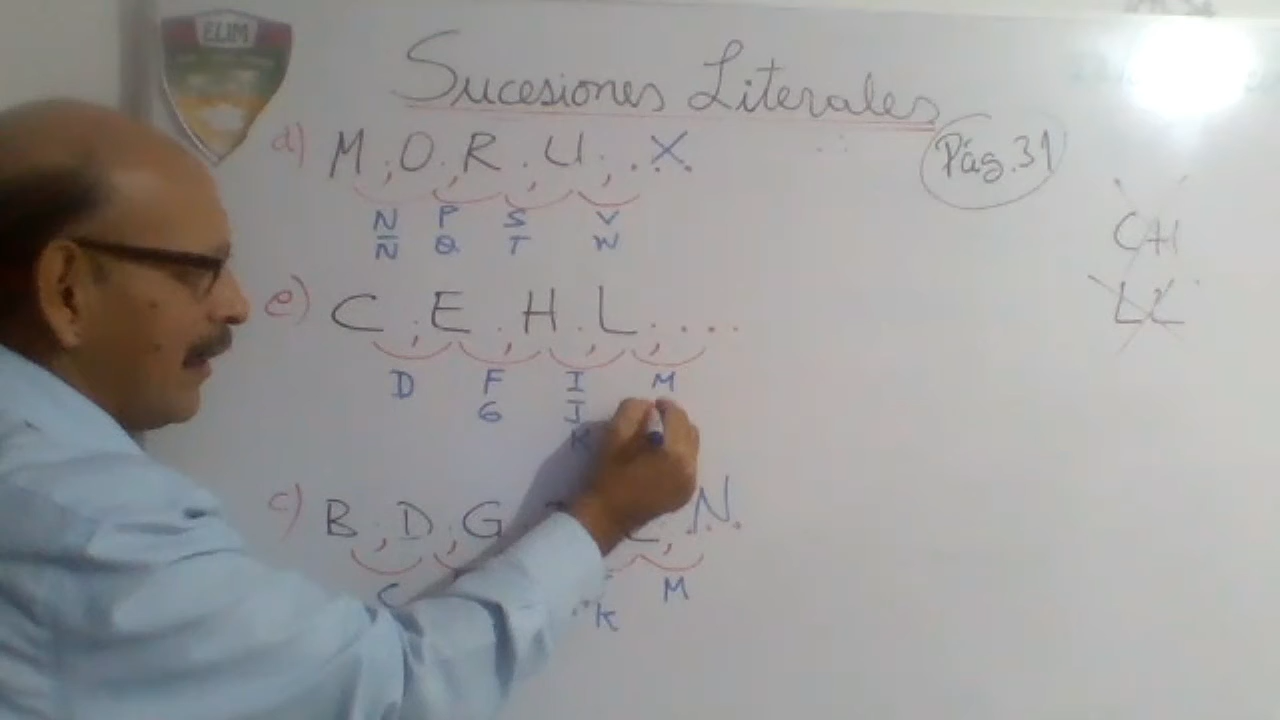 ELIM
Sucesiones Literales
Pág. 31
d) M, O, R, U, . X .
N P S V
Ñ Q T W
CH
LL
e) C, E, H, L, . . . .
D F I M
G J
K
c) B, D, G L, . N .
C M
K